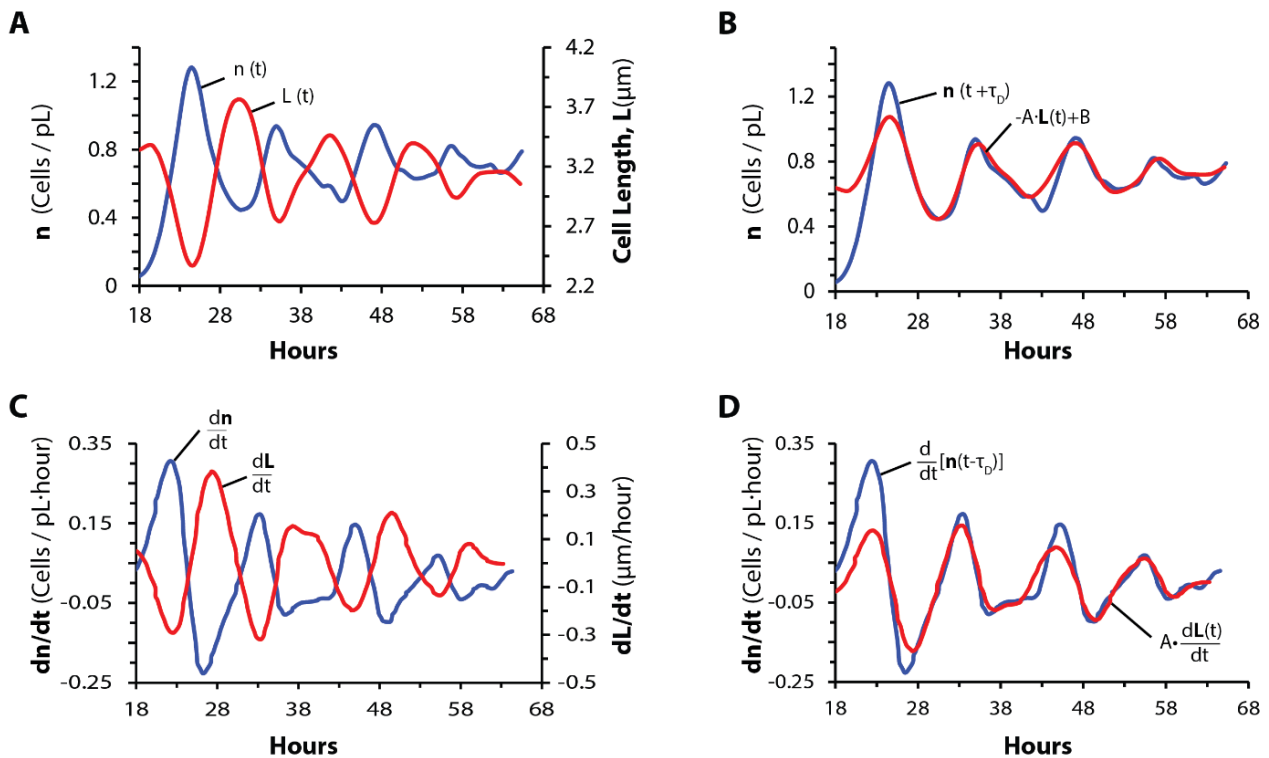 A
n (Cells / pL)
1.2
0.8
0.4
0
n (t)
L (t)
4.2
3.7
3.2
2.7
2.2
Cell Length, L(μm)
18 28 38 48 58 68
Hours
B
n (Cells / pL)
1.2
0.8
0.4
0
n (t +τD)
-A·L(t)+B
18 28 38 48 58 68
Hours
C
dn/dt (Cells / pL·hour)
0.35
0.15
-0.05
-0.25
dn
dt
dL
dt
0.5
0.3
0.1
-0.1
-0.3
-0.5
dL/dt (μm/hour)
18 28 38 48 58 68
Hours
D
dn/dt (Cells / pL·hour)
0.35
0.15
-0.05
-0.25
d
dt
[n(t-τD)]
A·
dL(t)
dt
18 28 38 48 58 68
Hours